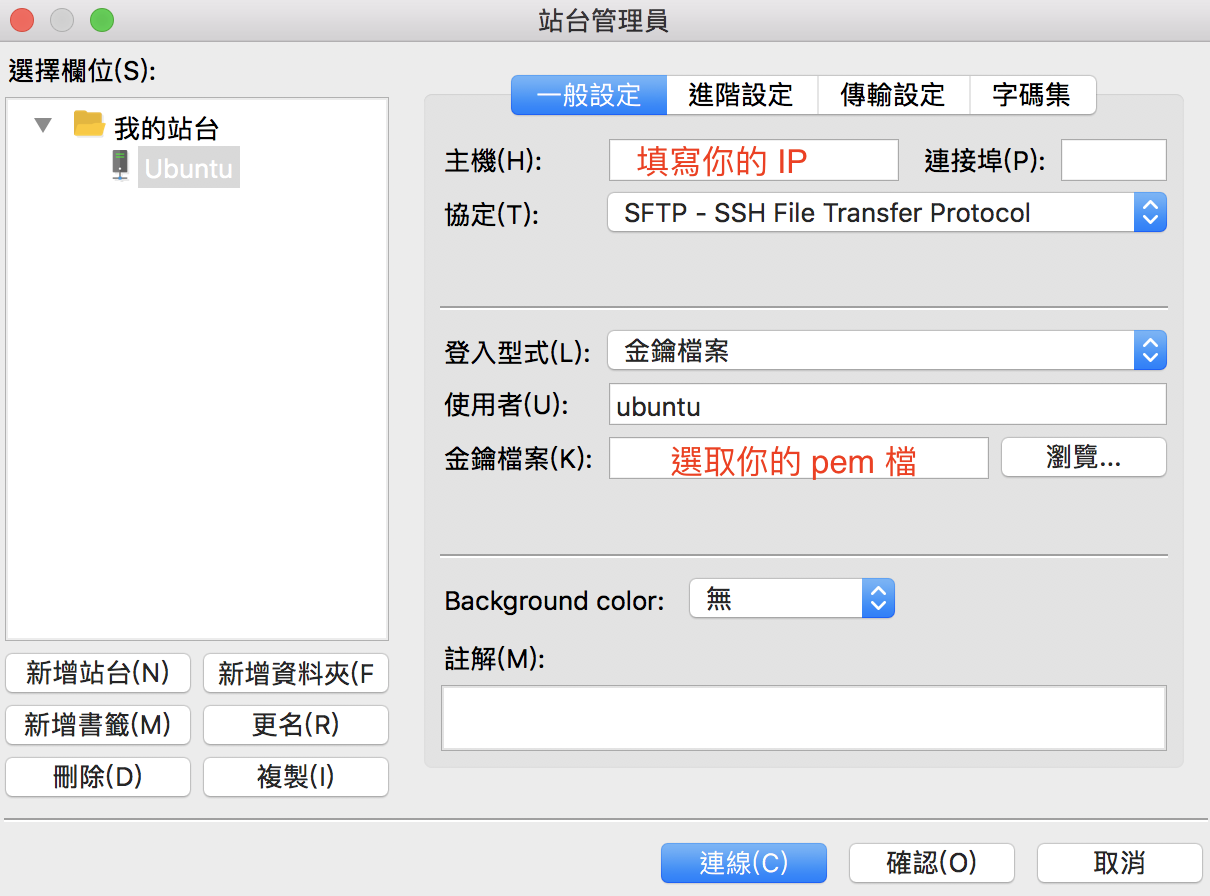 站台管理員
選擇欄位(S):
我的站台
Ubuntu
新增站台(N)
新增資料夾(F
新增書籤(M)
更名(R)
刪除(D)
複製(I)
一般設定
進階設定
傳輸設定
字碼集
主機(H):
填寫你的 IP
連接埠(P):
協定(T):
SFTP - SSH File Transfer Protocol
登入型式(L):
金鑰檔案
使用者(U):
ubuntu
金鑰檔案(K):
選取你的 pem 檔
瀏覽...
Background color:
無
註解(M):
連線(C)
確認(O)
取消